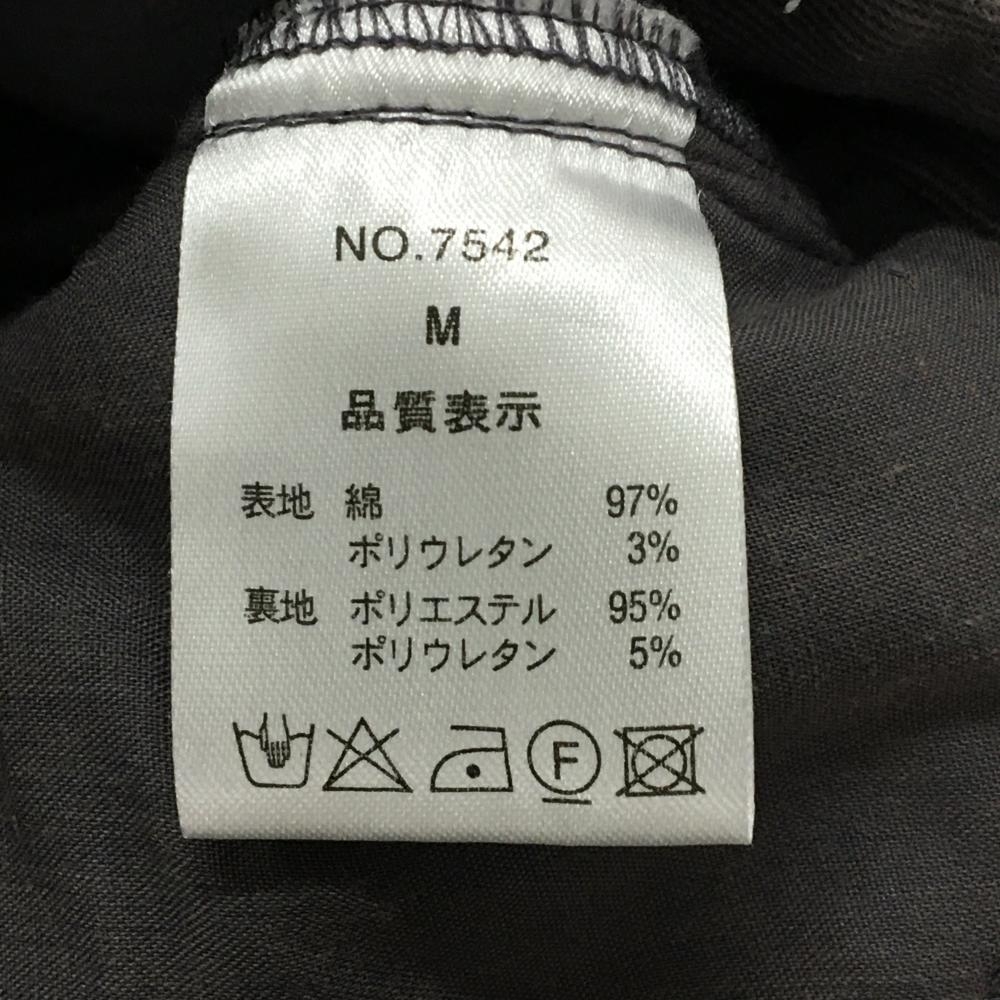 NO.7542
M
品質表示
表地 綿 97%
ポリウレタン 3%
裏地 ポリエステル 95%
ポリウレタン 5%
F